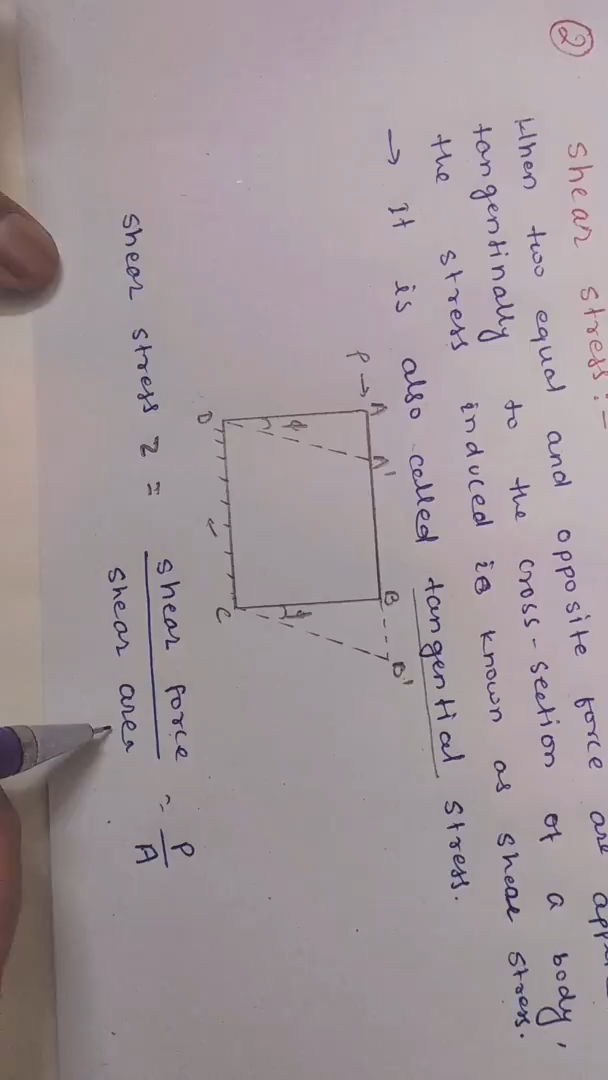 ②
Shear stress:-
When two equal and opposite force are
tangentinally to the cross-section of a body,
the stress induced is known as shear stress.
→ It is also called tangential stress.
P→ A A' B B'
φ φ
D C
shear stress τ = shear force / shear area = P/A